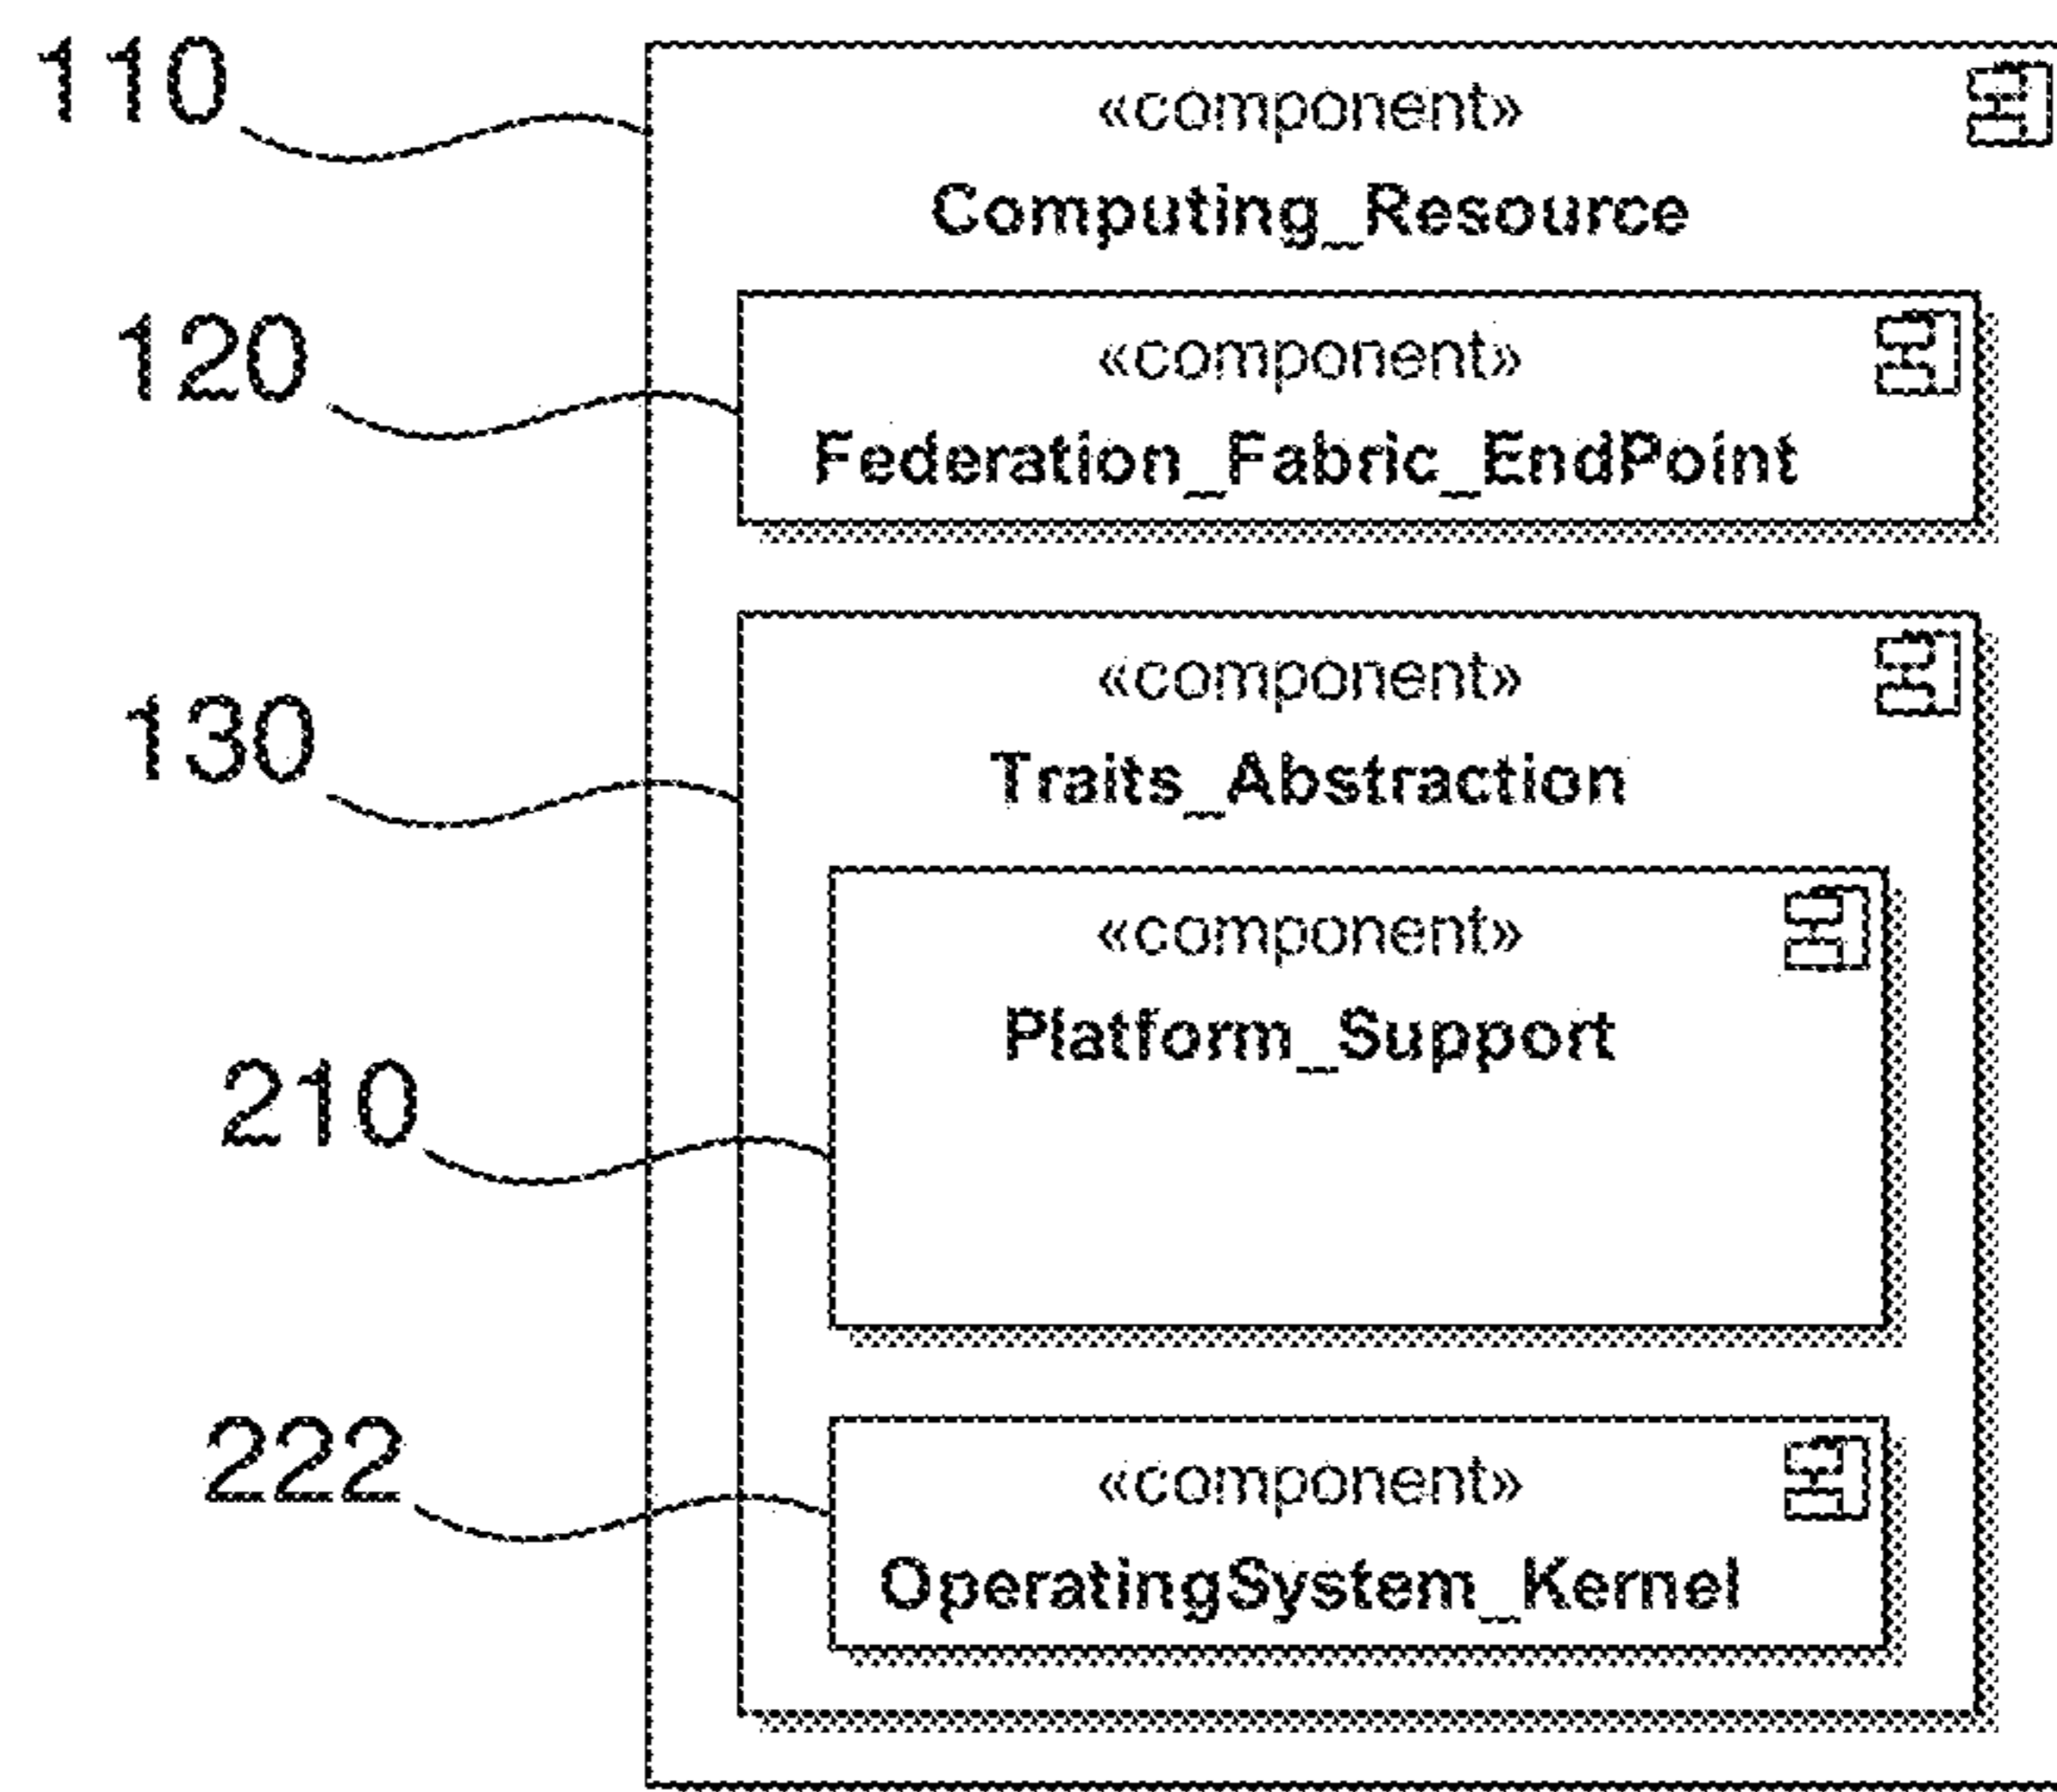 110
«component»
Computing_Resource
120
«component»
Federation_Fabric_EndPoint
130
«component»
Traits_Abstraction
«component»
Platform_Support
210
222
«component»
OperatingSystem_Kernel